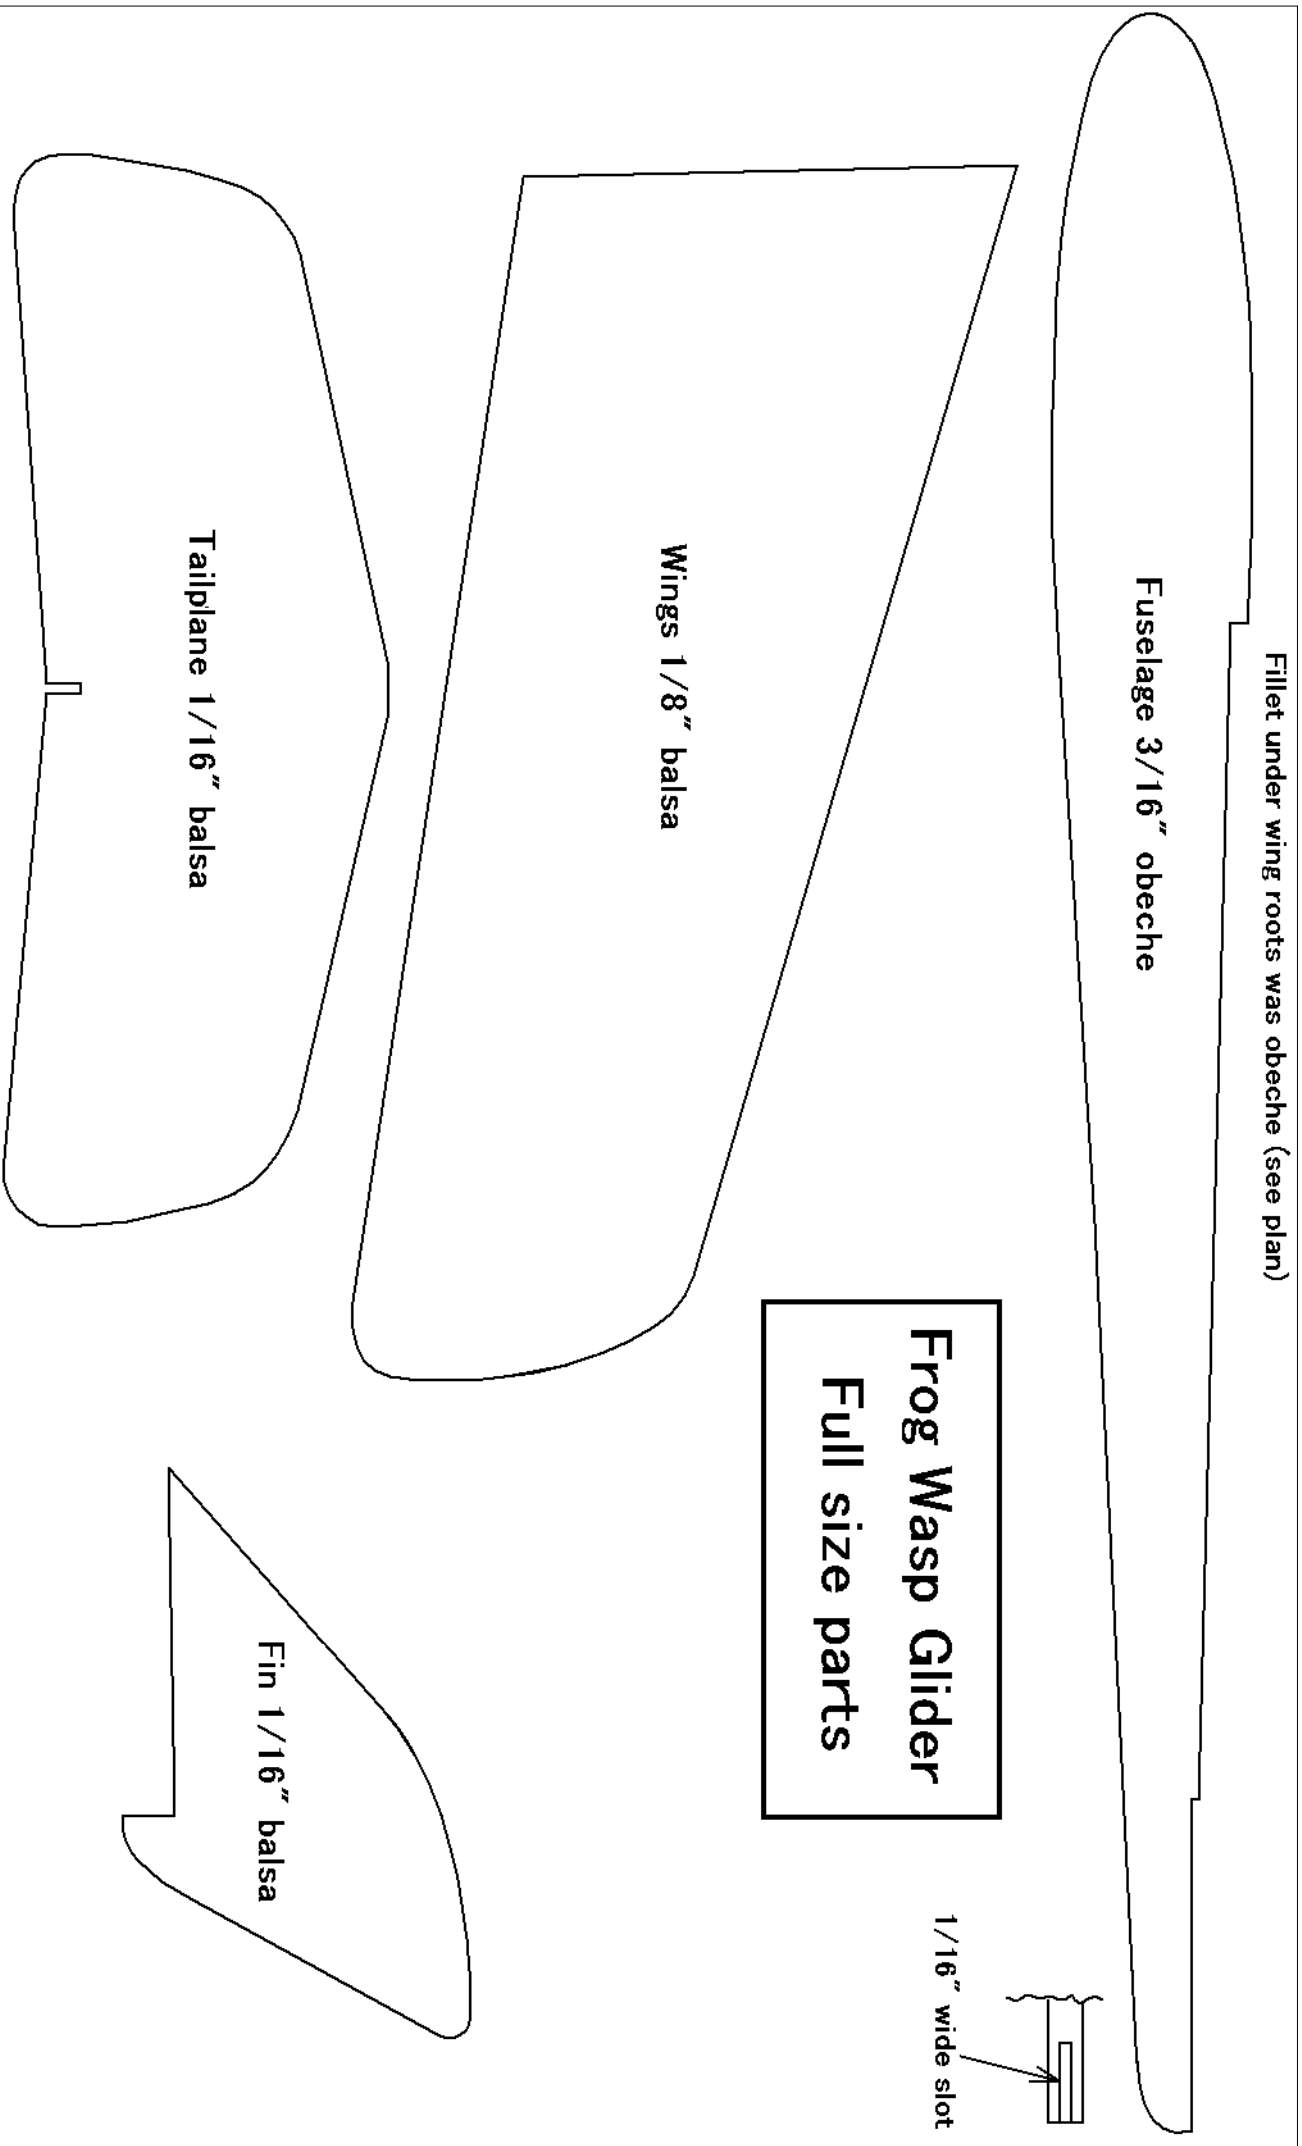 Fillet under wing roots was obeche (see plan)
Fuselage 3/16" obeche
1/16" wide slot
Frog Wasp Glider
Full size parts
Wings 1/8" balsa
Fin 1/16" balsa
Tailplane 1/16" balsa